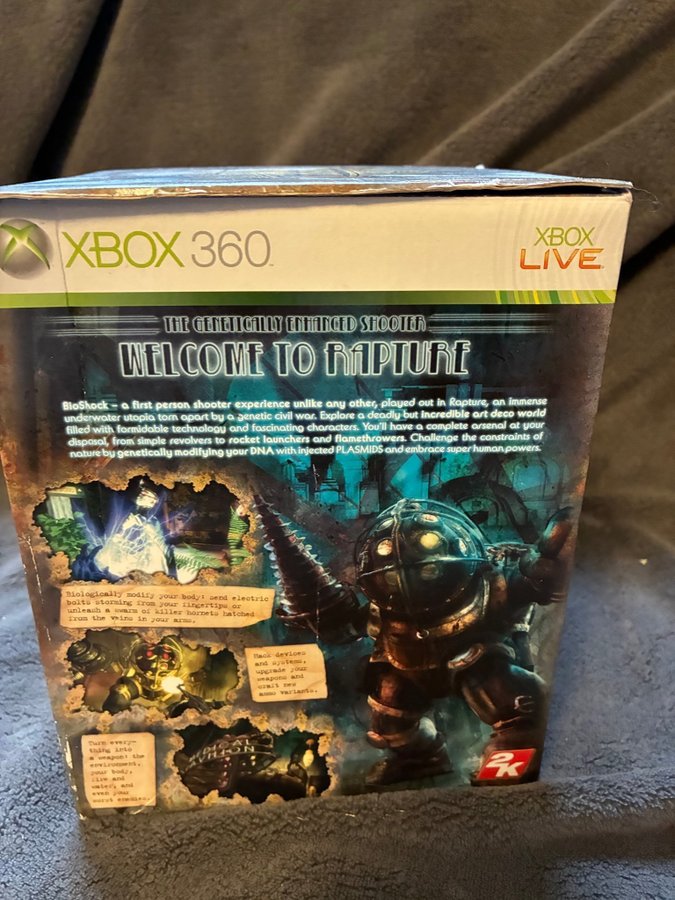 XBOX 360
XBOX
LIVE
THE GENETICALLY ENHANCED SHOOTER
WELCOME TO RAPTURE
BioShock – a first person shooter experience unlike any other, played out in Rapture, an immense
underwater utopia torn apart by a genetic civil war. Explore a deadly but incredible art deco world
filled with formidable technology and fascinating characters. You'll have a complete arsenal at your
disposal, from simple revolvers to rocket launchers and flamethrowers. Challenge the constraints of
nature by genetically modifying your DNA with injected PLASMIDS and embrace super human powers.
Biologically modify your body: send electric
bolts storming from your fingertips or
unleash a swarm of killer hornets hatched
from the veins in your arms.
Hack devices
and systems,
upgrade your
weapons and
craft new
ammo variants.
Turn every-
thing into
a weapon: the
environment,
your body,
fire and
water, and
even your
worst enemies.
2K